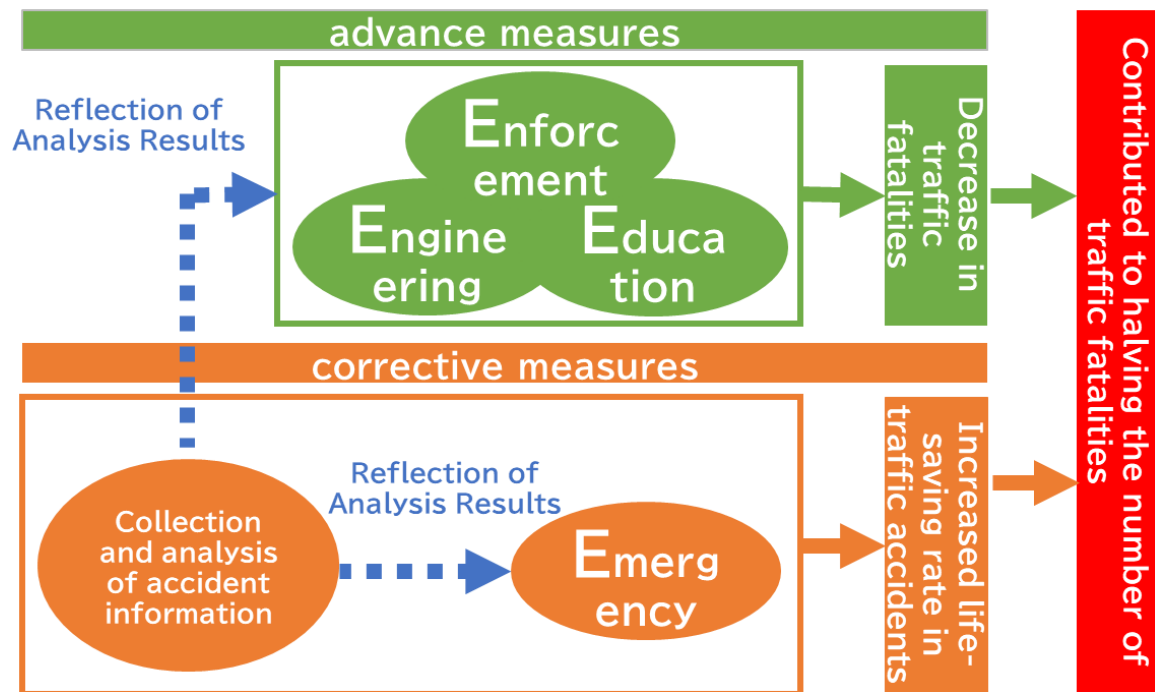 advance measures
Reflection of
Analysis Results
Enforc
ement
Engine
ering
Educa
tion
Decrease in
traffic
fatalities
corrective measures
Collection
and analysis
of accident
information
Reflection of
Analysis Results
Emerg
ency
Increased life-
saving rate in
traffic accidents
Contributed to halving the number of
traffic fatalities